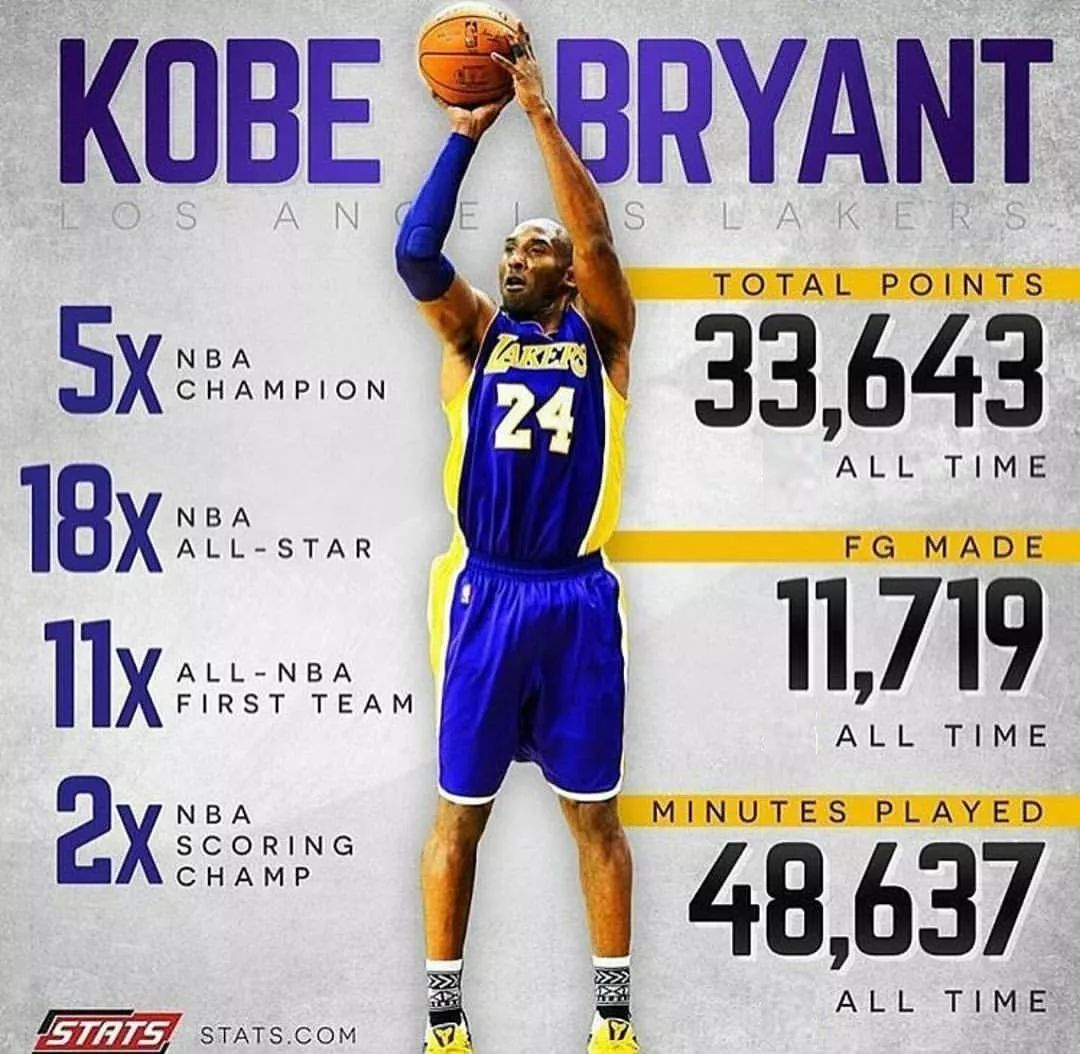 KOBE BRYANT
LOS ANGELES LAKERS
5X NBA
CHAMPION
18X NBA
ALL-STAR
11X ALL-NBA
FIRST TEAM
2X NBA
SCORING
CHAMP
TOTAL POINTS
33,643
ALL TIME
FG MADE
11,719
ALL TIME
MINUTES PLAYED
48,637
ALL TIME
LAKERS
24
STATS STATS.COM